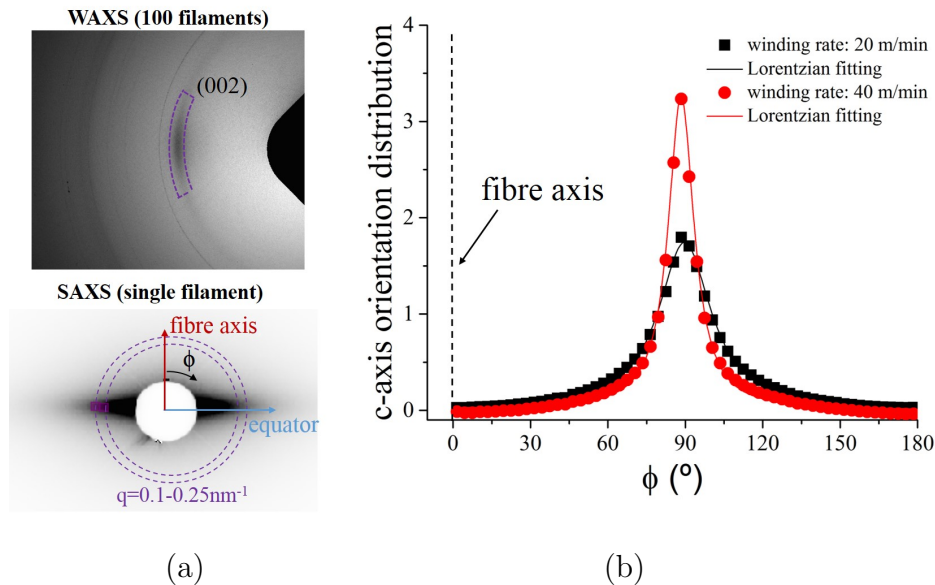 WAXS (100 filaments)
(002)
SAXS (single filament)
fibre axis
ϕ
equator
q=0.1-0.25nm⁻¹
(a)
c-axis orientation distribution
4
3
2
1
0
winding rate: 20 m/min
Lorentzian fitting
winding rate: 40 m/min
Lorentzian fitting
fibre axis
0 30 60 90 120 150 180
ϕ (º)
(b)